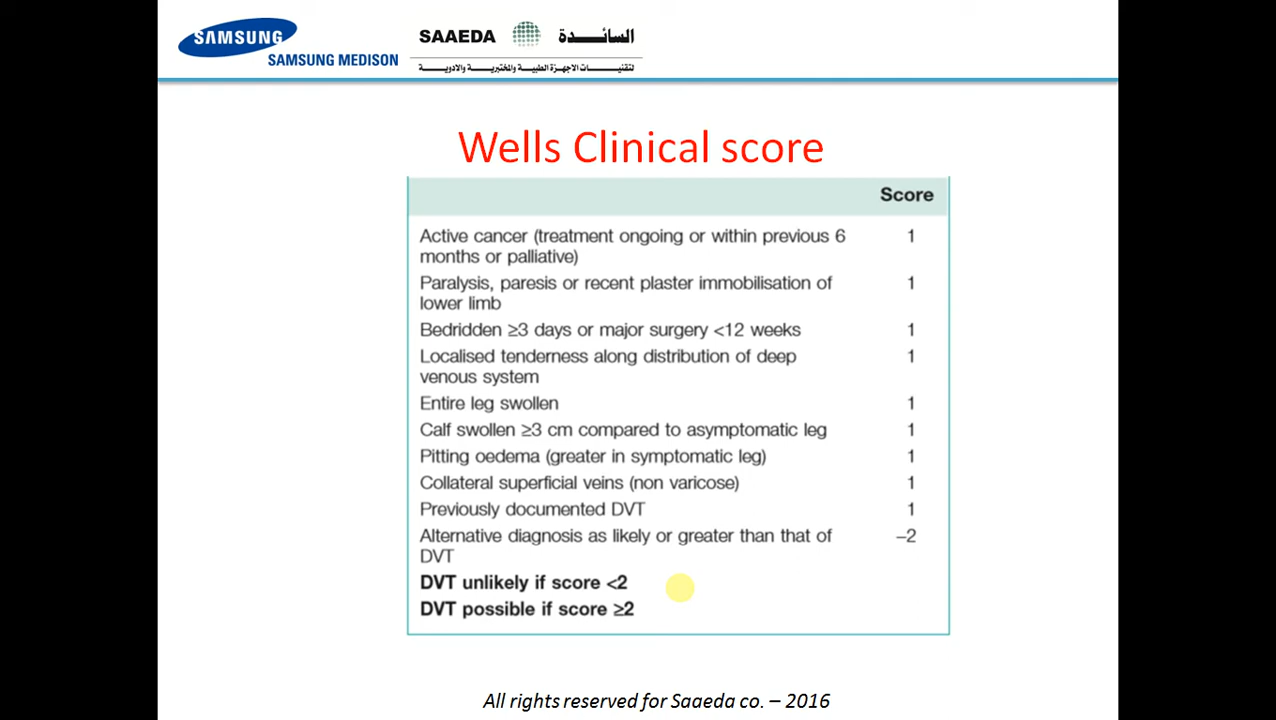 SAMSUNG
SAMSUNG MEDISON
SAAEDA السائدة
لتقنيات الاجهزة الطبية والمختبرية والادوية
Wells Clinical score
Score
Active cancer (treatment ongoing or within previous 6 1
months or palliative)
Paralysis, paresis or recent plaster immobilisation of 1
lower limb
Bedridden ≥3 days or major surgery <12 weeks 1
Localised tenderness along distribution of deep 1
venous system
Entire leg swollen 1
Calf swollen ≥3 cm compared to asymptomatic leg 1
Pitting oedema (greater in symptomatic leg) 1
Collateral superficial veins (non varicose) 1
Previously documented DVT 1
Alternative diagnosis as likely or greater than that of –2
DVT
DVT unlikely if score <2
DVT possible if score ≥2
All rights reserved for Saaeda co. – 2016